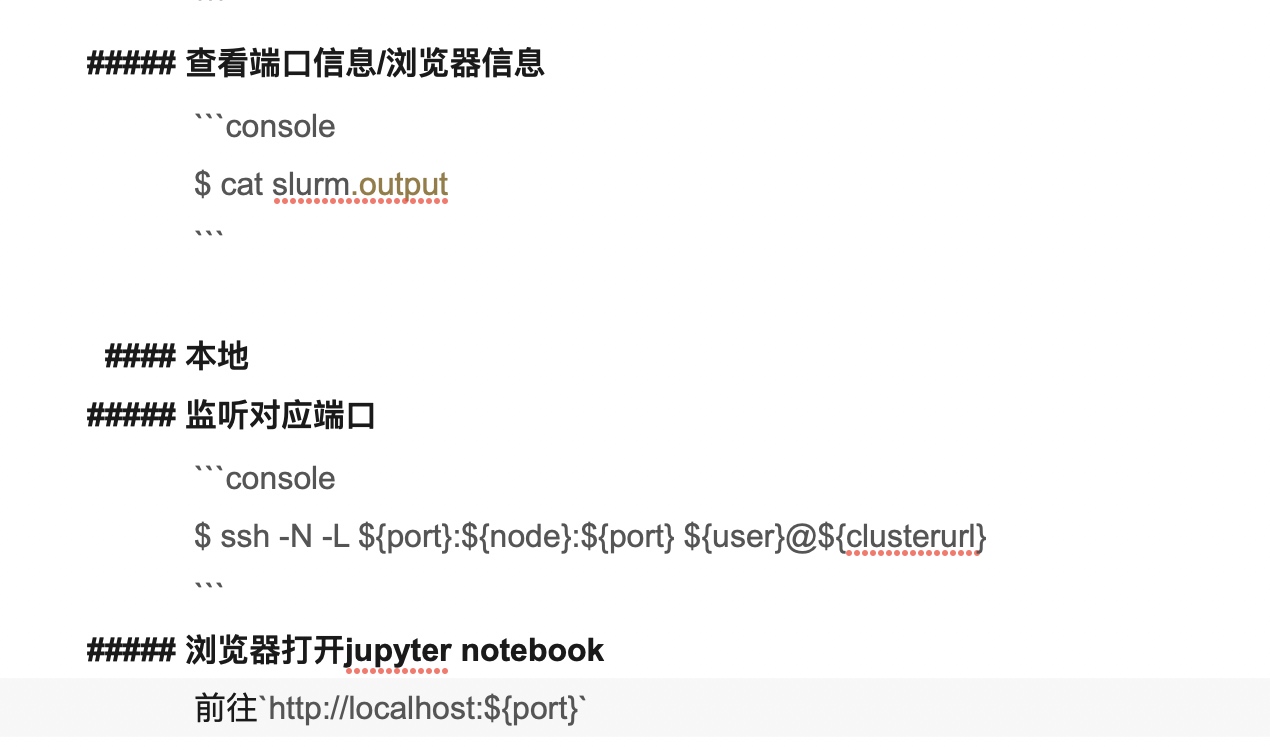 ```
##### 查看端口信息/浏览器信息
```console
$ cat slurm.output
```
#### 本地
##### 监听对应端口
```console
$ ssh -N -L ${port}:${node}:${port} ${user}@${clusterurl}
```
##### 浏览器打开jupyter notebook
前往`http://localhost:${port}`